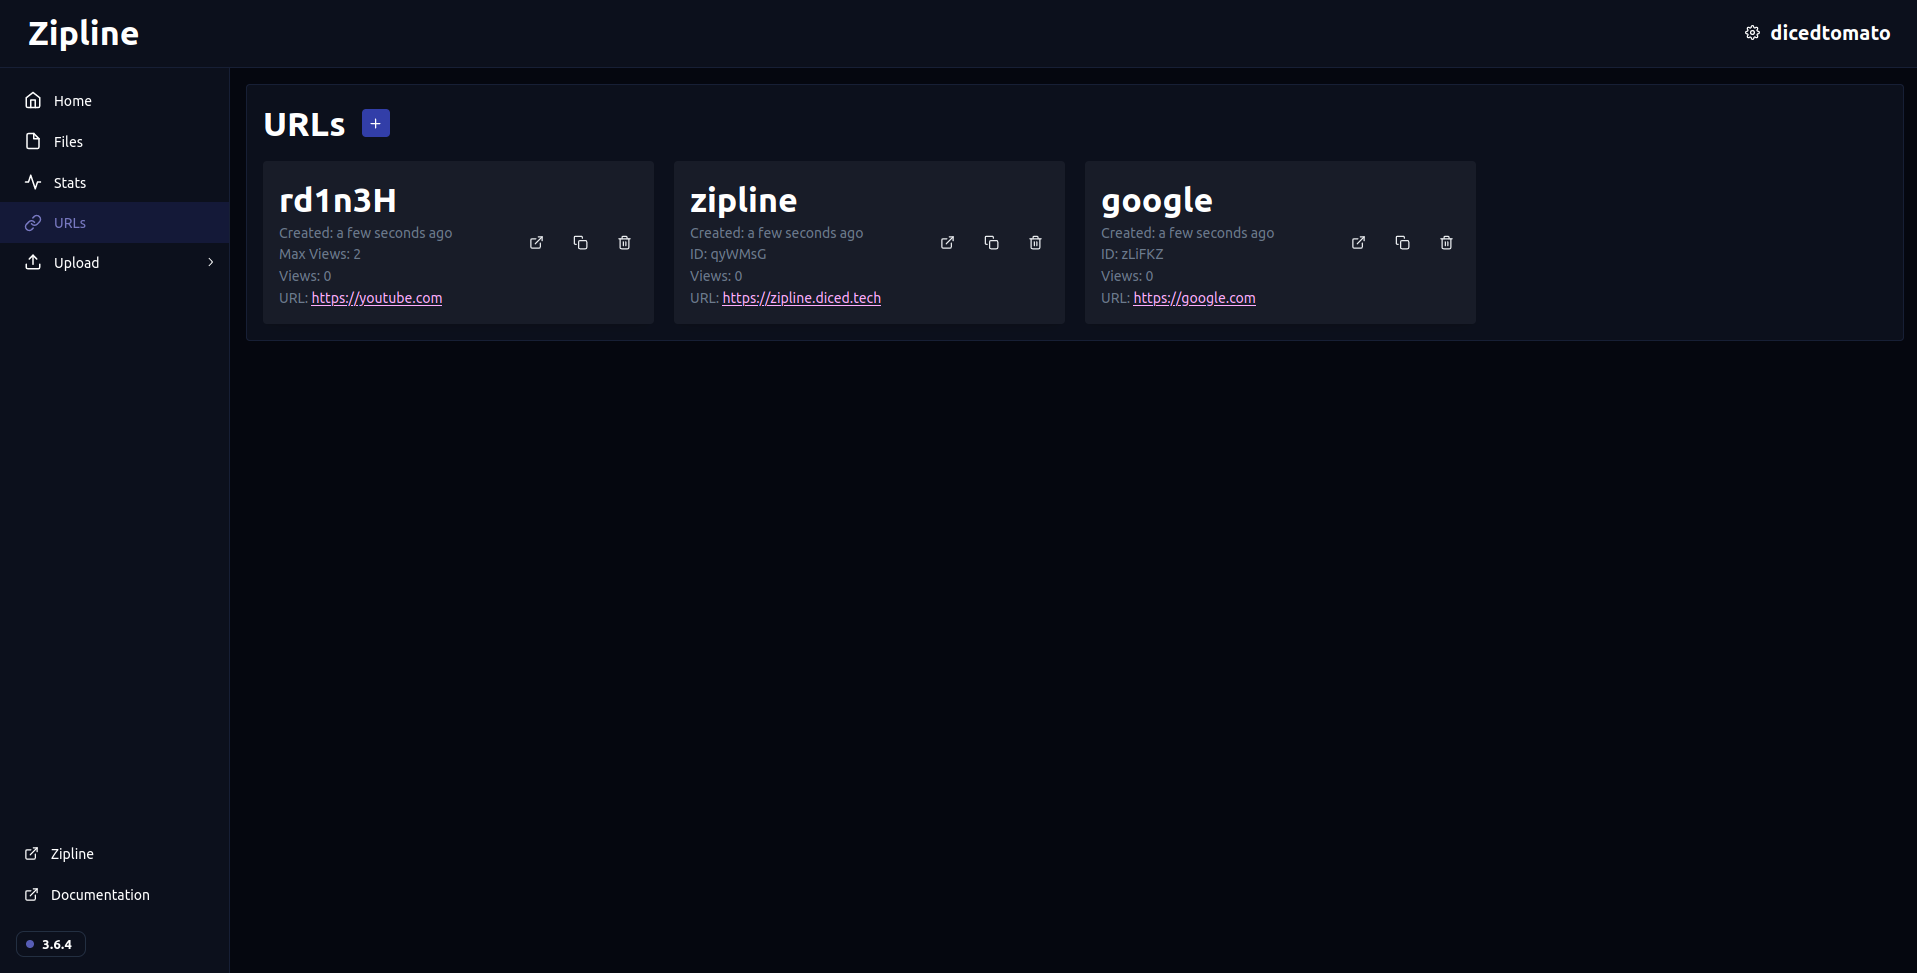 Zipline
dicedtomato
Home
Files
Stats
URLs
Upload
URLs
rd1n3H
Created: a few seconds ago
Max Views: 2
Views: 0
URL: https://youtube.com
zipline
Created: a few seconds ago
ID: qyWMsG
Views: 0
URL: https://zipline.diced.tech
google
Created: a few seconds ago
ID: zLiFKZ
Views: 0
URL: https://google.com
Zipline
Documentation
3.6.4